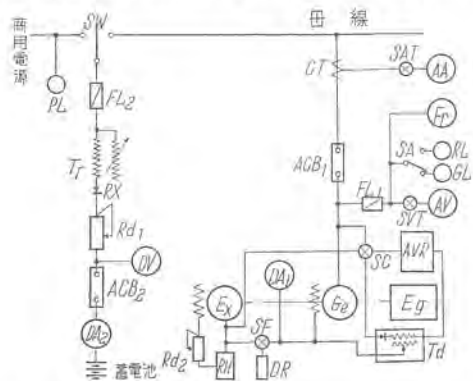 商用電源
SW
母線
PL
FL2
CT
SAT
AA
Fr
SA
RL
GL
Tr
RX
ACB1
FL1
AV
SVT
Rd1
DV
SC
AVR
ACB2
Ex
DA1
Ge
Eg
DA2
SF
Rd2
RH
DR
Td
蓄電池